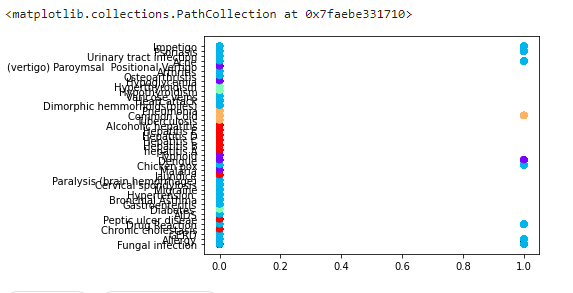 <matplotlib.collections.PathCollection at 0x7faebe331710>
Impetigo
Psoriasis
Urinary tract infection
Acne
(vertigo) Paroymsal  Positional Vertigo
Arthritis
Osteoarthristis
Hypoglycemia
Hyperthyroidism
Hypothyroidism
Varicose veins
Heart attack
Dimorphic hemmorhoids(piles)
Pneumonia
Common Cold
Tuberculosis
Alcoholic hepatitis
Hepatitis E
Hepatitis D
Hepatitis C
Hepatitis B
hepatitis A
Typhoid
Dengue
Chicken pox
Malaria
Jaundice
Paralysis (brain hemorrhage)
Cervical spondylosis
Migraine
Hypertension
Bronchial Asthma
Gastroenteritis
Diabetes
AIDS
Peptic ulcer disease
Drug Reaction
Chronic cholestasis
GERD
Allergy
Fungal infection
0.0 0.2 0.4 0.6 0.8 1.0